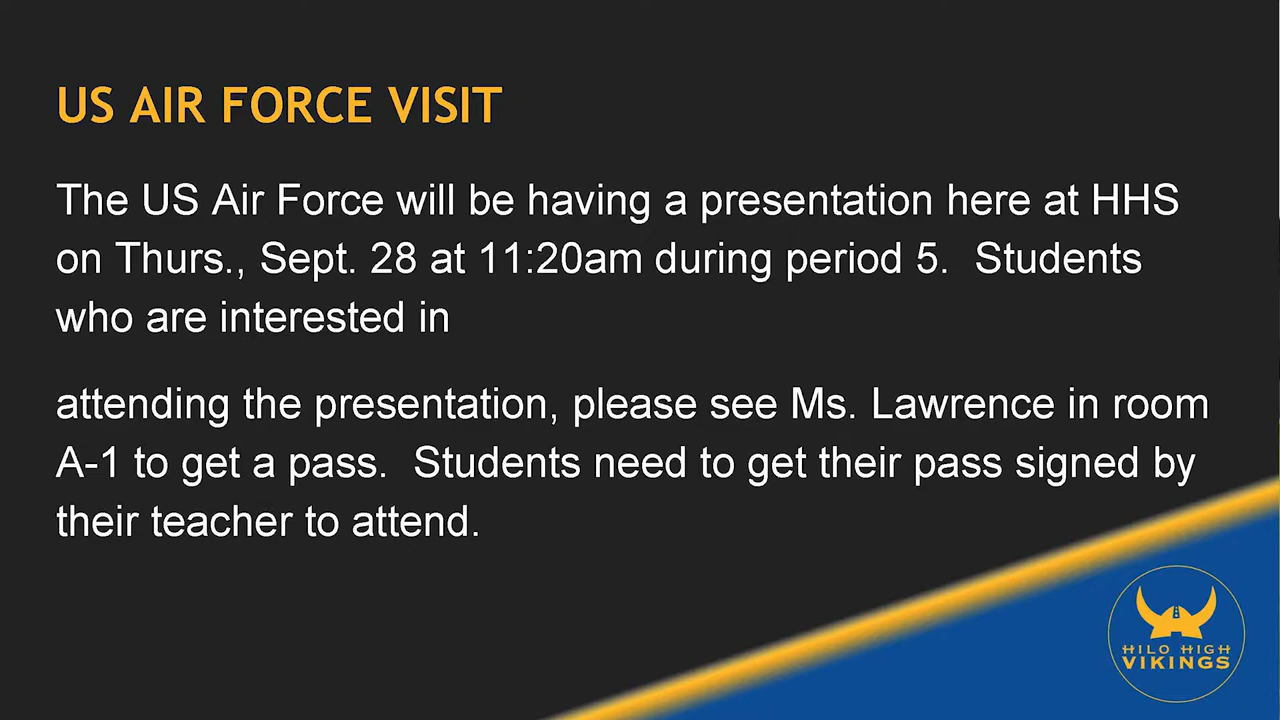 US AIR FORCE VISIT
The US Air Force will be having a presentation here at HHS
on Thurs., Sept. 28 at 11:20am during period 5.  Students
who are interested in
attending the presentation, please see Ms. Lawrence in room
A-1 to get a pass.  Students need to get their pass signed by
their teacher to attend.
HILO HIGH
VIKINGS